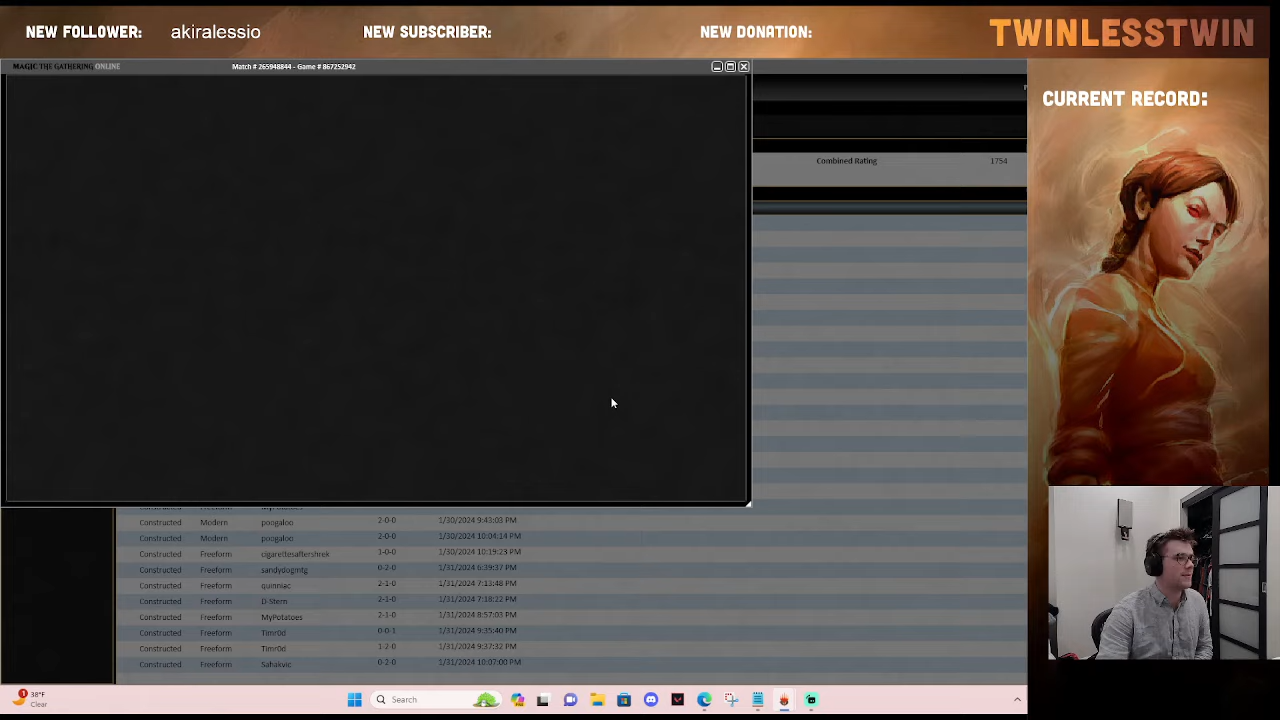 NEW FOLLOWER: akiralessio NEW SUBSCRIBER: NEW DONATION: TWINLESSTWIN
MAGIC THE GATHERING ONLINE Match # 265948844 - Game # 867252942
CURRENT RECORD:
Combined Rating 1754
Constructed Modern poogaloo 2-0-0 1/30/2024 9:43:03 PM
Constructed Modern poogaloo 2-0-0 1/30/2024 10:04:14 PM
Constructed Freeform cigarettesaftershrek 1-0-0 1/30/2024 10:19:23 PM
Constructed Freeform sandydogmtg 0-2-0 1/31/2024 6:39:37 PM
Constructed Freeform quinniac 2-1-0 1/31/2024 7:13:48 PM
Constructed Freeform D-Stern 2-1-0 1/31/2024 7:18:22 PM
Constructed Freeform MyPotatoes 2-1-0 1/31/2024 8:57:03 PM
Constructed Freeform Timr0d 0-0-1 1/31/2024 9:35:40 PM
Constructed Freeform Timr0d 1-2-0 1/31/2024 9:37:32 PM
Constructed Freeform Sahakvic 0-2-0 1/31/2024 10:07:00 PM
1 38°F
Clear
Search